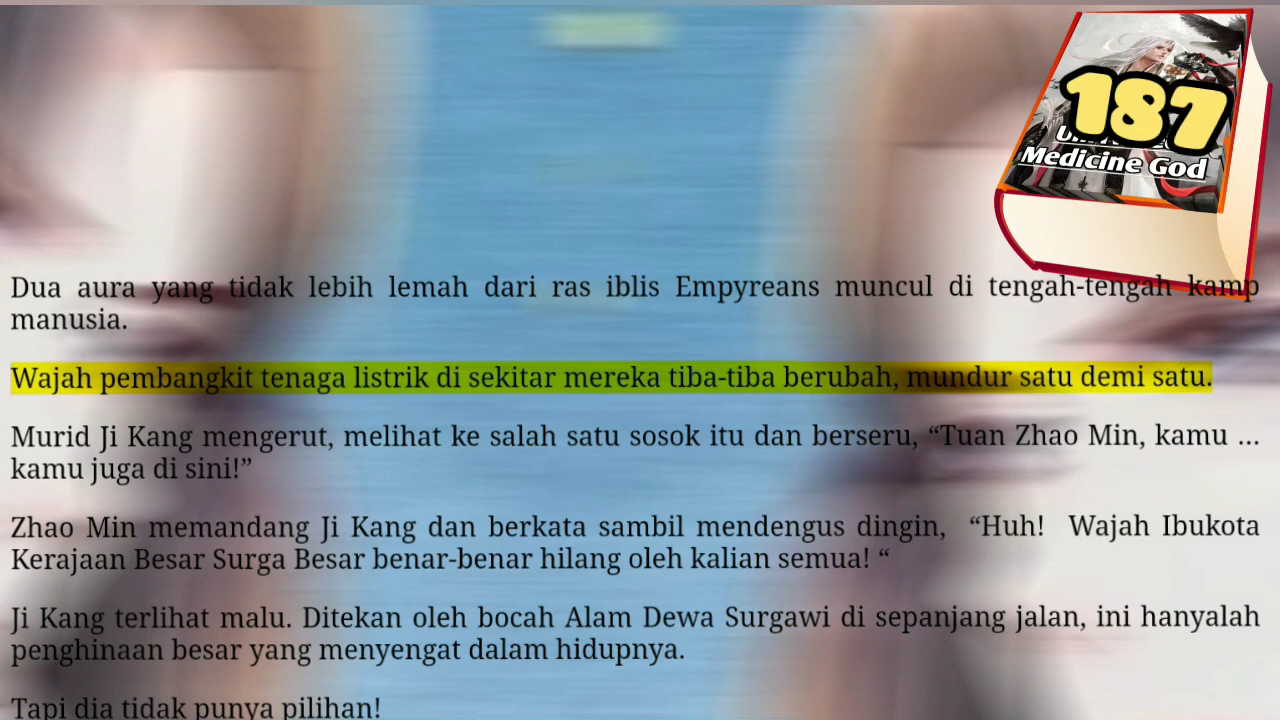 187
Medicine God
Dua aura yang tidak lebih lemah dari ras iblis Empyreans muncul di tengah-tengah kamp
manusia.
Wajah pembangkit tenaga listrik di sekitar mereka tiba-tiba berubah, mundur satu demi satu.
Murid Ji Kang mengerut, melihat ke salah satu sosok itu dan berseru, “Tuan Zhao Min, kamu ...
kamu juga di sini!”
Zhao Min memandang Ji Kang dan berkata sambil mendengus dingin, “Huh! Wajah Ibukota
Kerajaan Besar Surga Besar benar-benar hilang oleh kalian semua! “
Ji Kang terlihat malu. Ditekan oleh bocah Alam Dewa Surgawi di sepanjang jalan, ini hanyalah
penghinaan besar yang menyengat dalam hidupnya.
Tapi dia tidak punya pilihan!